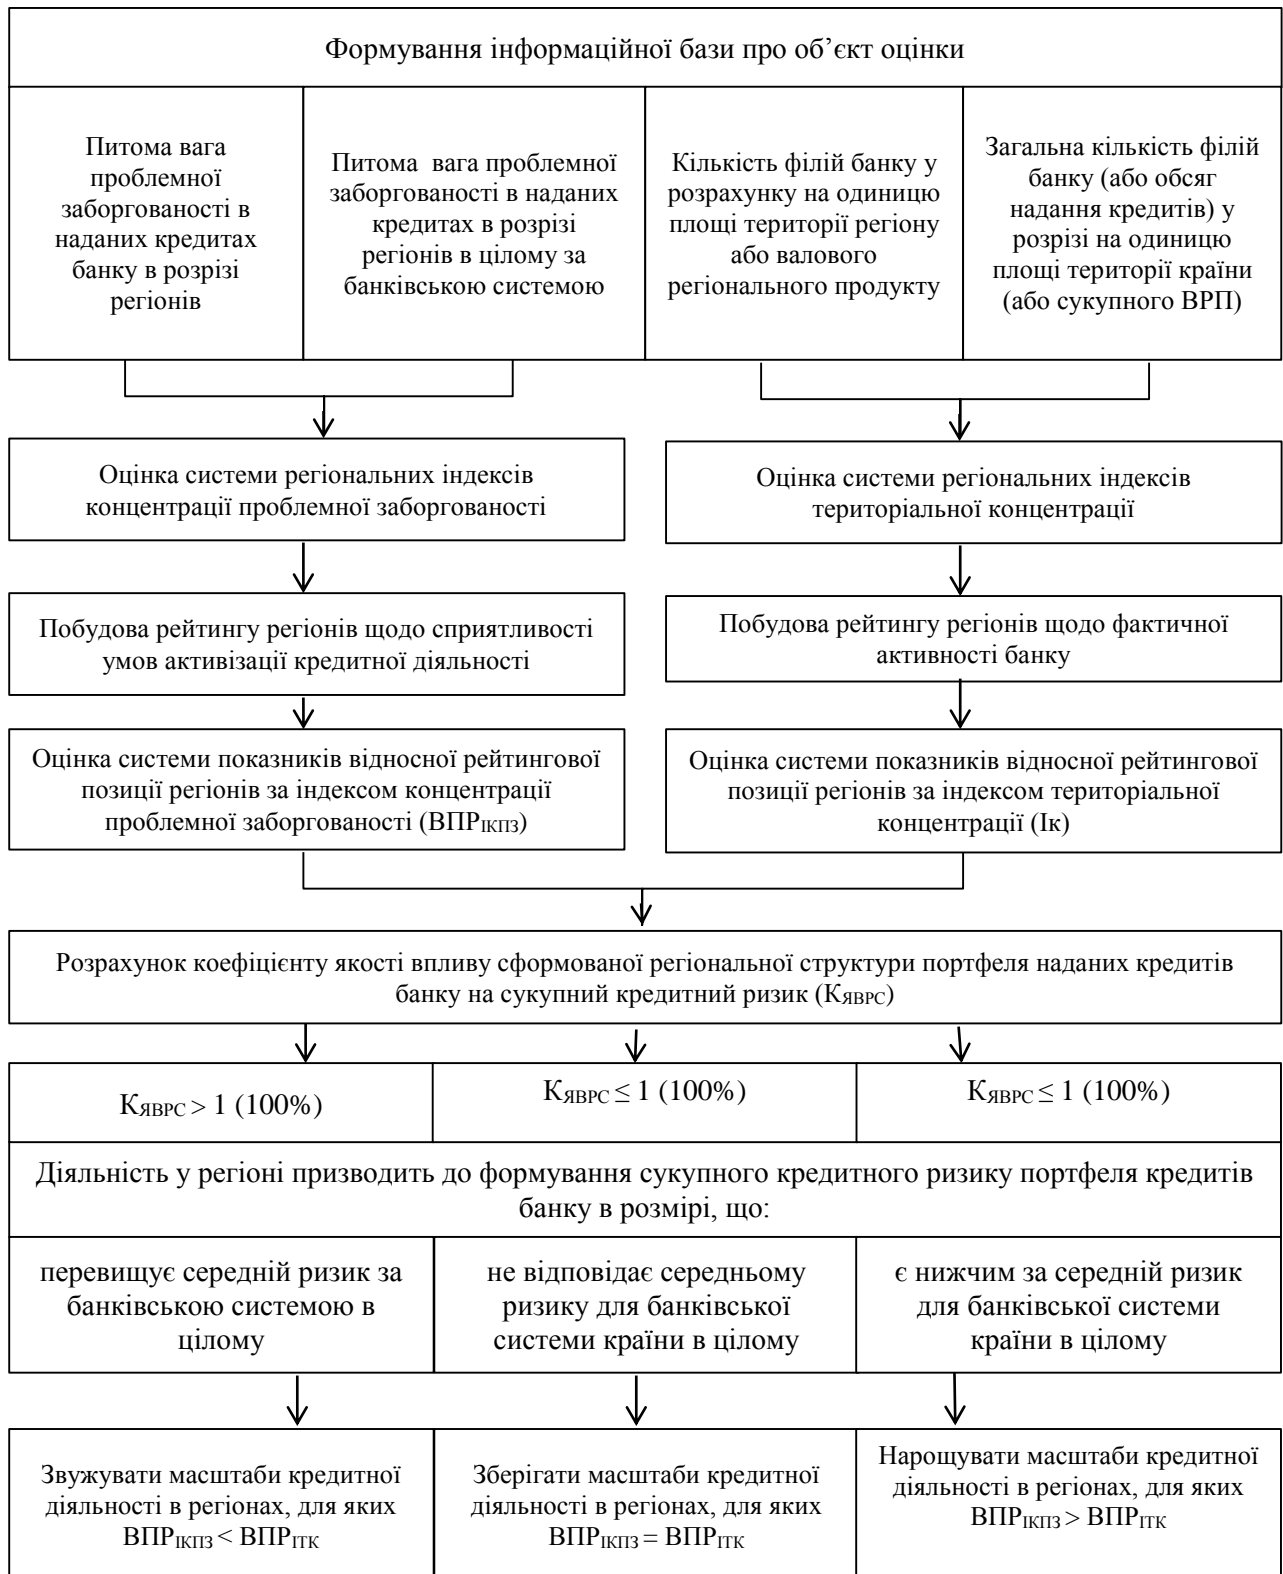 Формування інформаційної бази про об’єкт оцінки
Питома вага
проблемної
заборгованості в
наданих кредитах
банку в розрізі
регіонів
Питома вага проблемної
заборгованості в наданих
кредитах в розрізі
регіонів в цілому за
банківською системою
Кількість філій банку у
розрахунку на одиницю
площі території регіону
або валового
регіонального продукту
Загальна кількість філій
банку (або обсяг
надання кредитів) у
розрізі на одиницю
площі території країни
(або сукупного ВРП)
Оцінка системи регіональних індексів
концентрації проблемної заборгованості
Оцінка системи регіональних індексів
територіальної концентрації
Побудова рейтингу регіонів щодо сприятливості
умов активізації кредитної діяльності
Побудова рейтингу регіонів щодо фактичної
активності банку
Оцінка системи показників відносної рейтингової
позиції регіонів за індексом концентрації
проблемної заборгованості (ВПРІКПЗ)
Оцінка системи показників відносної рейтингової
позиції регіонів за індексом територіальної
концентрації (Ік)
Розрахунок коефіцієнту якості впливу сформованої регіональної структури портфеля наданих кредитів
банку на сукупний кредитний ризик (КЯВРС)
КЯВРС > 1 (100%)
КЯВРС ≤ 1 (100%)
КЯВРС ≤ 1 (100%)
Діяльність у регіоні призводить до формування сукупного кредитного ризику портфеля кредитів
банку в розмірі, що:
перевищує середній ризик за
банківською системою в
цілому
не відповідає середньому
ризику для банківської
системи країни в цілому
є нижчим за середній ризик
для банківської системи
країни в цілому
Звужувати масштаби кредитної
діяльності в регіонах, для яких
ВПРІКПЗ < ВПРІТК
Зберігати масштаби кредитної
діяльності в регіонах, для яких
ВПРІКПЗ = ВПРІТК
Нарощувати масштаби кредитної
діяльності в регіонах, для яких
ВПРІКПЗ > ВПРІТК